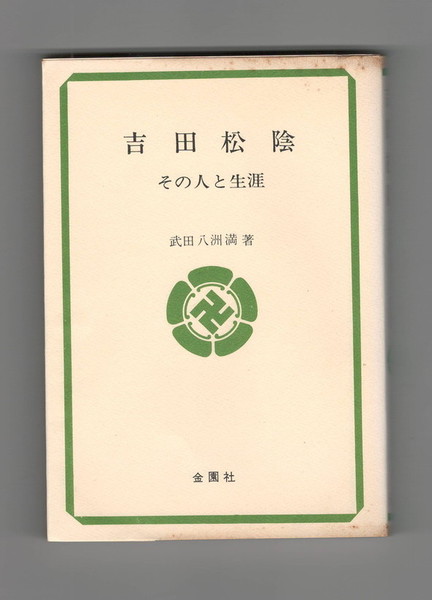 吉田松陰
その人と生涯
武田八洲満著
金園社